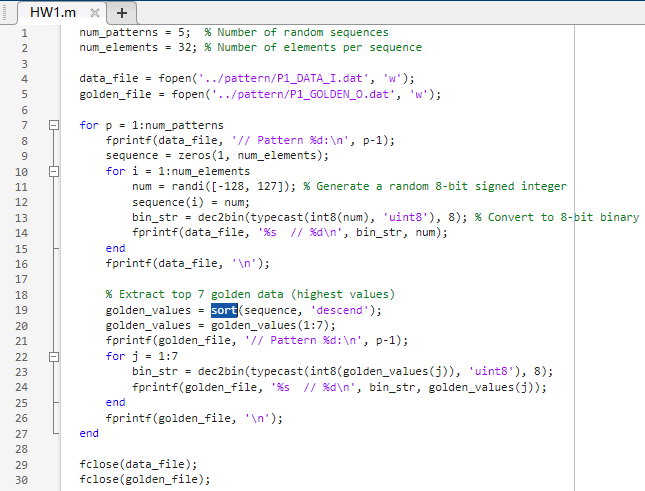 HW1.m
1 num_patterns = 5;  % Number of random sequences
2 num_elements = 32; % Number of elements per sequence
3
4 data_file = fopen('../pattern/P1_DATA_I.dat', 'w');
5 golden_file = fopen('../pattern/P1_GOLDEN_O.dat', 'w');
6
7 for p = 1:num_patterns
8     fprintf(data_file, '// Pattern %d:\n', p-1);
9     sequence = zeros(1, num_elements);
10     for i = 1:num_elements
11         num = randi([-128, 127]); % Generate a random 8-bit signed integer
12         sequence(i) = num;
13         bin_str = dec2bin(typecast(int8(num), 'uint8'), 8); % Convert to 8-bit binary
14         fprintf(data_file, '%s  // %d\n', bin_str, num);
15     end
16     fprintf(data_file, '\n');
17
18     % Extract top 7 golden data (highest values)
19     golden_values = sort(sequence, 'descend');
20     golden_values = golden_values(1:7);
21     fprintf(golden_file, '// Pattern %d:\n', p-1);
22     for j = 1:7
23         bin_str = dec2bin(typecast(int8(golden_values(j)), 'uint8'), 8);
24         fprintf(golden_file, '%s  // %d\n', bin_str, golden_values(j));
25     end
26     fprintf(golden_file, '\n');
27 end
28
29 fclose(data_file);
30 fclose(golden_file);